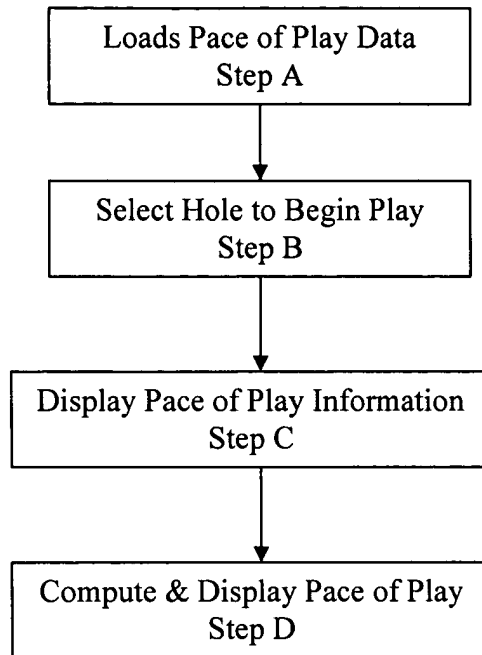 Loads Pace of Play Data
Step A
Select Hole to Begin Play
Step B
Display Pace of Play Information
Step C
Compute & Display Pace of Play
Step D